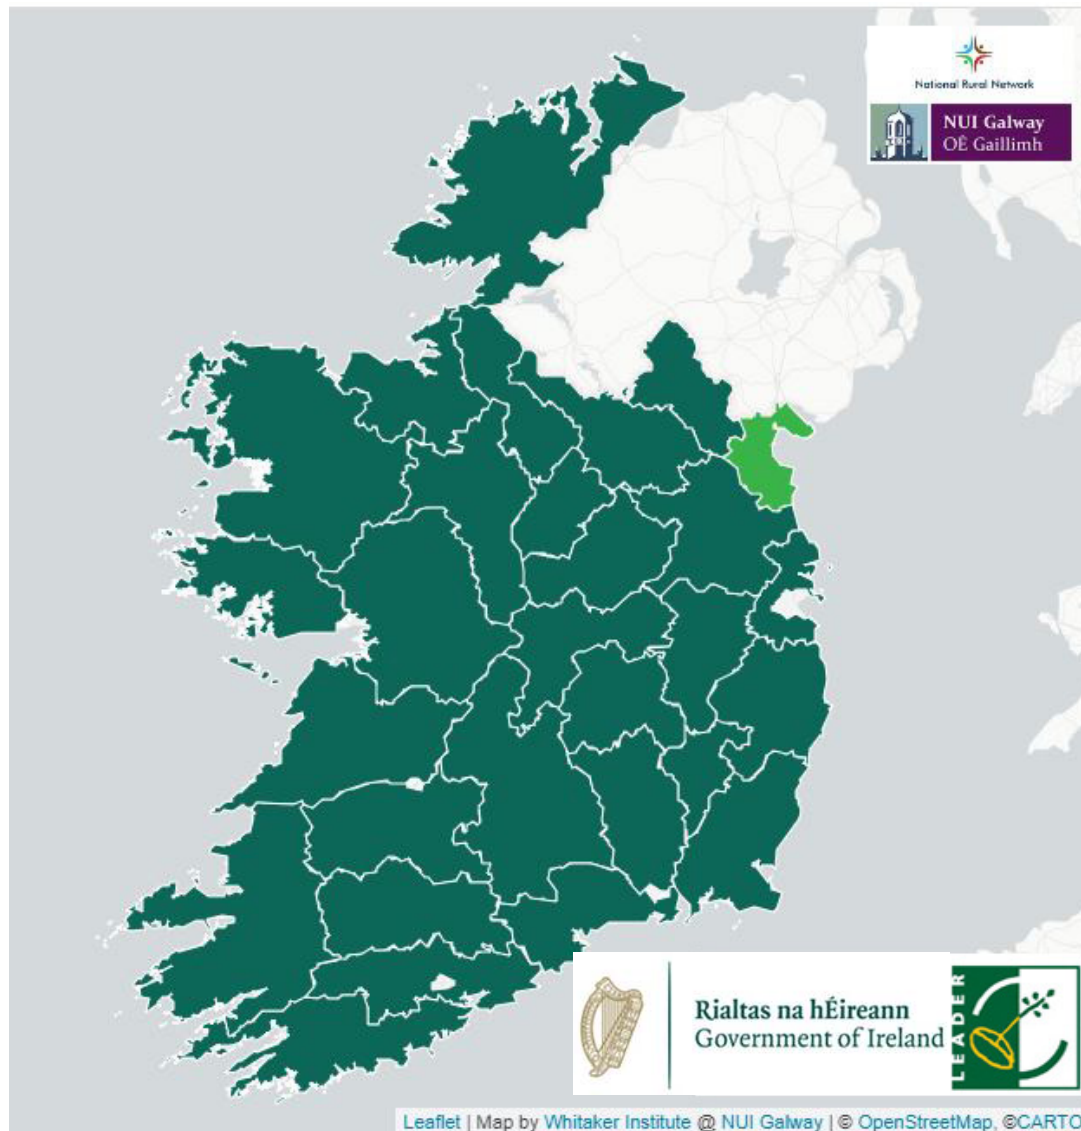 National Rural Network
NUI Galway
OÉ Gaillimh
Rialtas na hÉireann
Government of Ireland
LEADER
Leaflet | Map by Whitaker Institute @ NUI Galway | © OpenStreetMap, ©CARTO